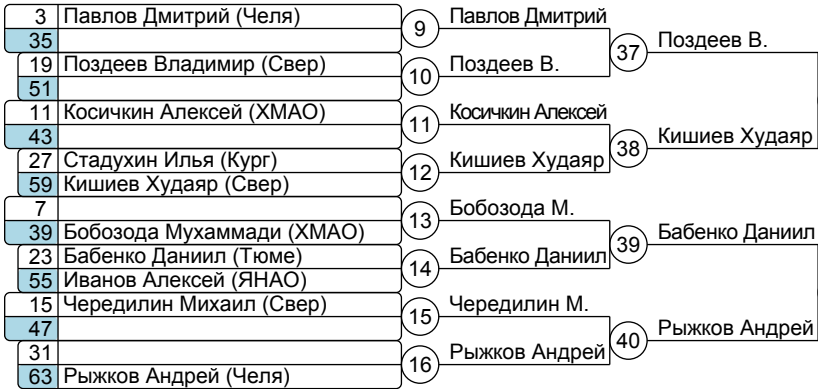 3 Павлов Дмитрий (Челя)
35
19 Поздеев Владимир (Свер)
51
11 Косичкин Алексей (ХМАО)
43
27 Стадухин Илья (Кург)
59 Кишиев Худаяр (Свер)
7
39 Бобозода Мухаммади (ХМАО)
23 Бабенко Даниил (Тюме)
55 Иванов Алексей (ЯНАО)
15 Чередилин Михаил (Свер)
47
31
63 Рыжков Андрей (Челя)
9 Павлов Дмитрий
10 Поздеев В.
11 Косичкин Алексей
12 Кишиев Худаяр
13 Бобозода М.
14 Бабенко Даниил
15 Чередилин М.
16 Рыжков Андрей
37 Поздеев В.
38 Кишиев Худаяр
39 Бабенко Даниил
40 Рыжков Андрей